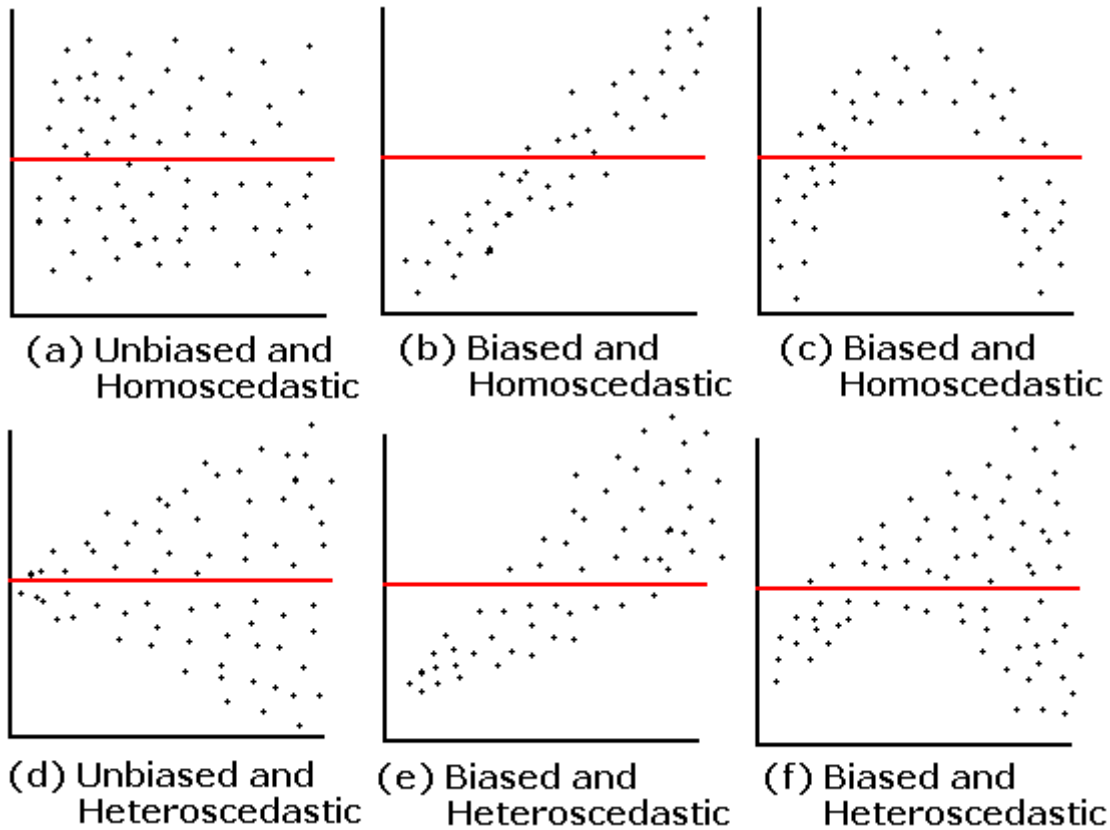 (a) Unbiased and
Homoscedastic
(b) Biased and
Homoscedastic
(c) Biased and
Homoscedastic
(d) Unbiased and
Heteroscedastic
(e) Biased and
Heteroscedastic
(f) Biased and
Heteroscedastic